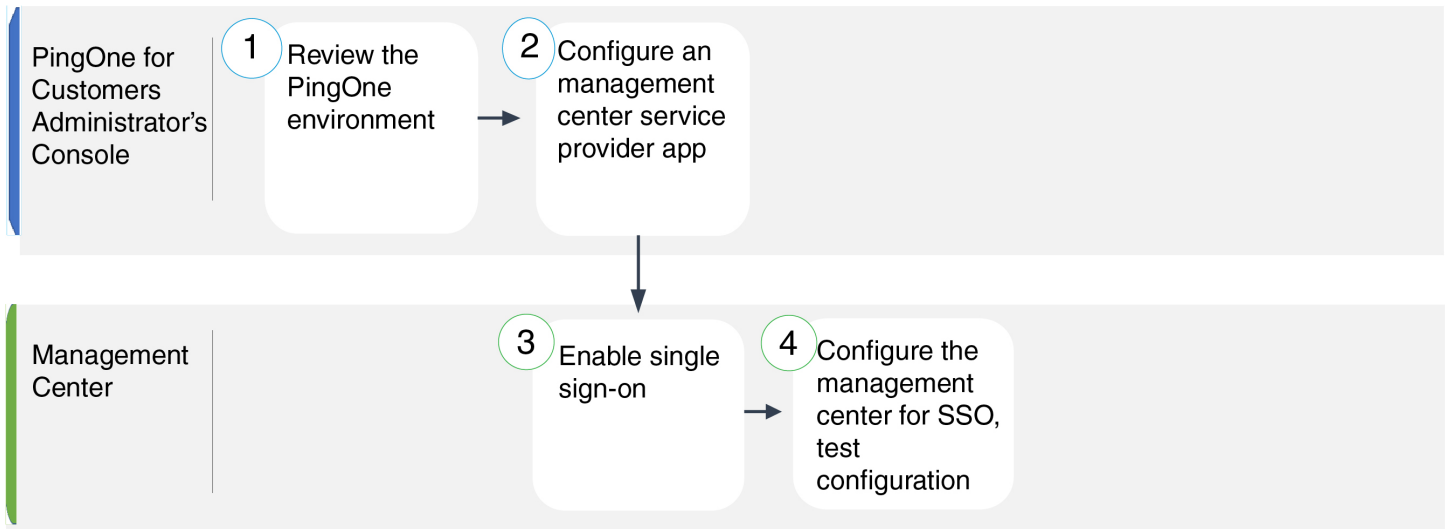 PingOne for
Customers
Administrator's
Console
1
Review the
PingOne
environment
2
Configure an
management
center service
provider app
Management
Center
3
Enable single
sign-on
4
Configure the
management
center for SSO,
test
configuration